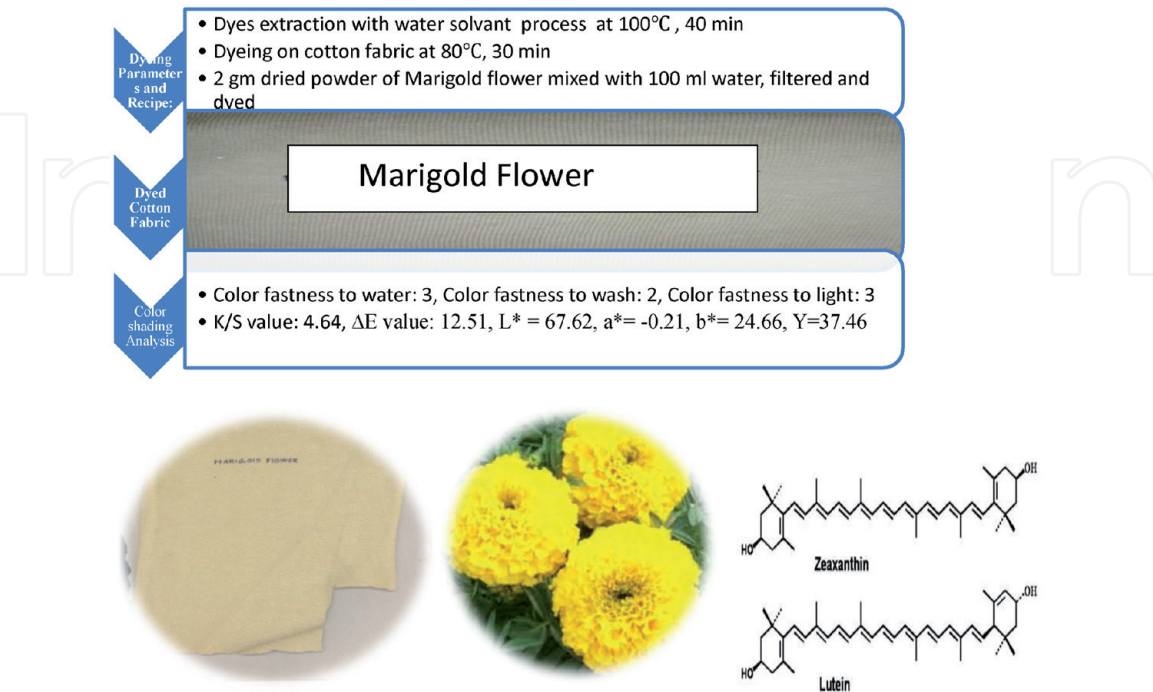 • Dyes extraction with water solvant process at 100℃ , 40 min
• Dyeing on cotton fabric at 80℃, 30 min
• 2 gm dried powder of Marigold flower mixed with 100 ml water, filtered and
dyed
Dyeing
Parameter
s and
Recipe:
Marigold Flower
Dyed
Cotton
Fabric
• Color fastness to water: 3, Color fastness to wash: 2, Color fastness to light: 3
• K/S value: 4.64, ΔE value: 12.51, L* = 67.62, a*= -0.21, b*= 24.66, Y=37.46
Color
shading
Analysis
MARIGOLD FLOWER
OH
HO
Zeaxanthin
OH
HO
Lutein